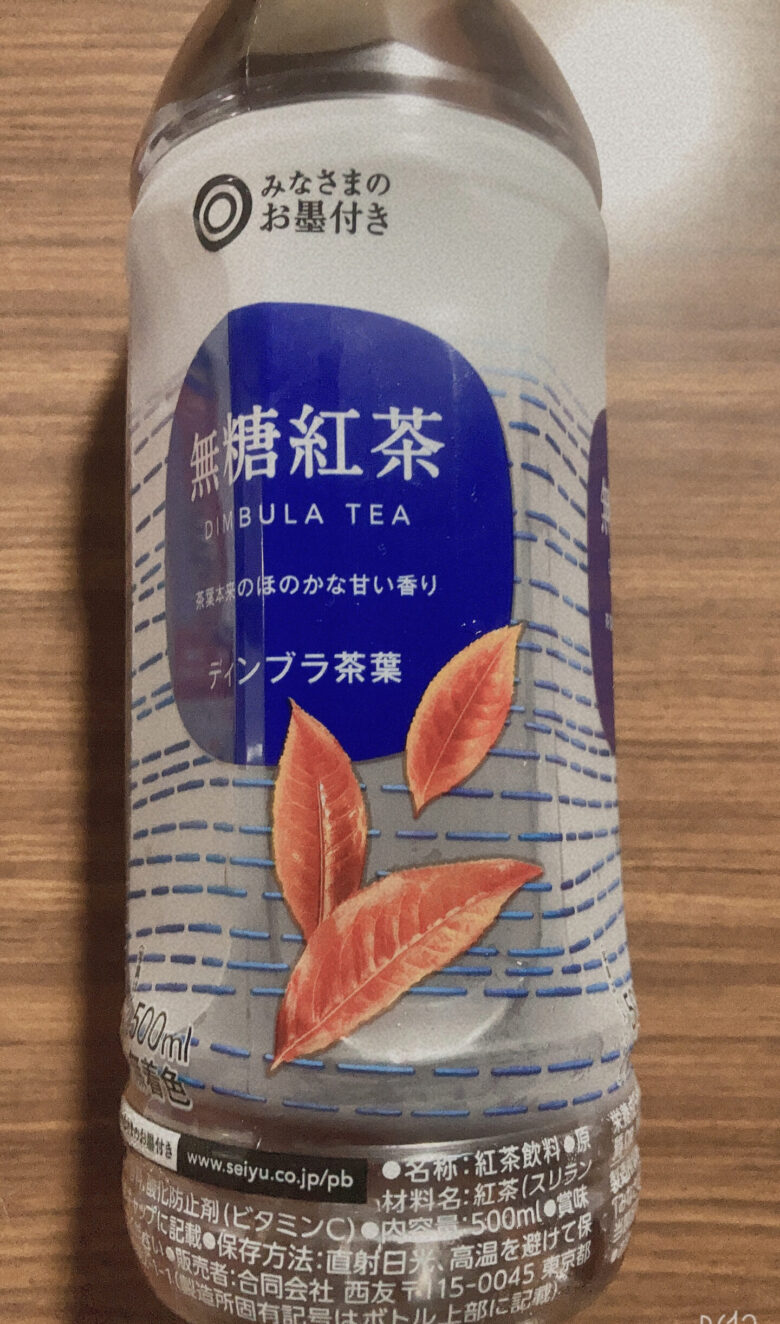 みなさまの
お墨付き
無糖紅茶
DIMBULA TEA
茶葉本来のほのかな甘い香り
ディンブラ茶葉
500ml
無着色
www.seiyu.co.jp/pb
●名称:紅茶飲料●原
材料名:紅茶(スリラン
酸化防止剤(ビタミンC)●内容量:500ml●賞味
キャップに記載●保存方法:直射日光、高温を避けて保
さい●販売者:合同会社 西友 〒115-0045 東京都
1-1(製造所固有記号はボトル上部に記載)